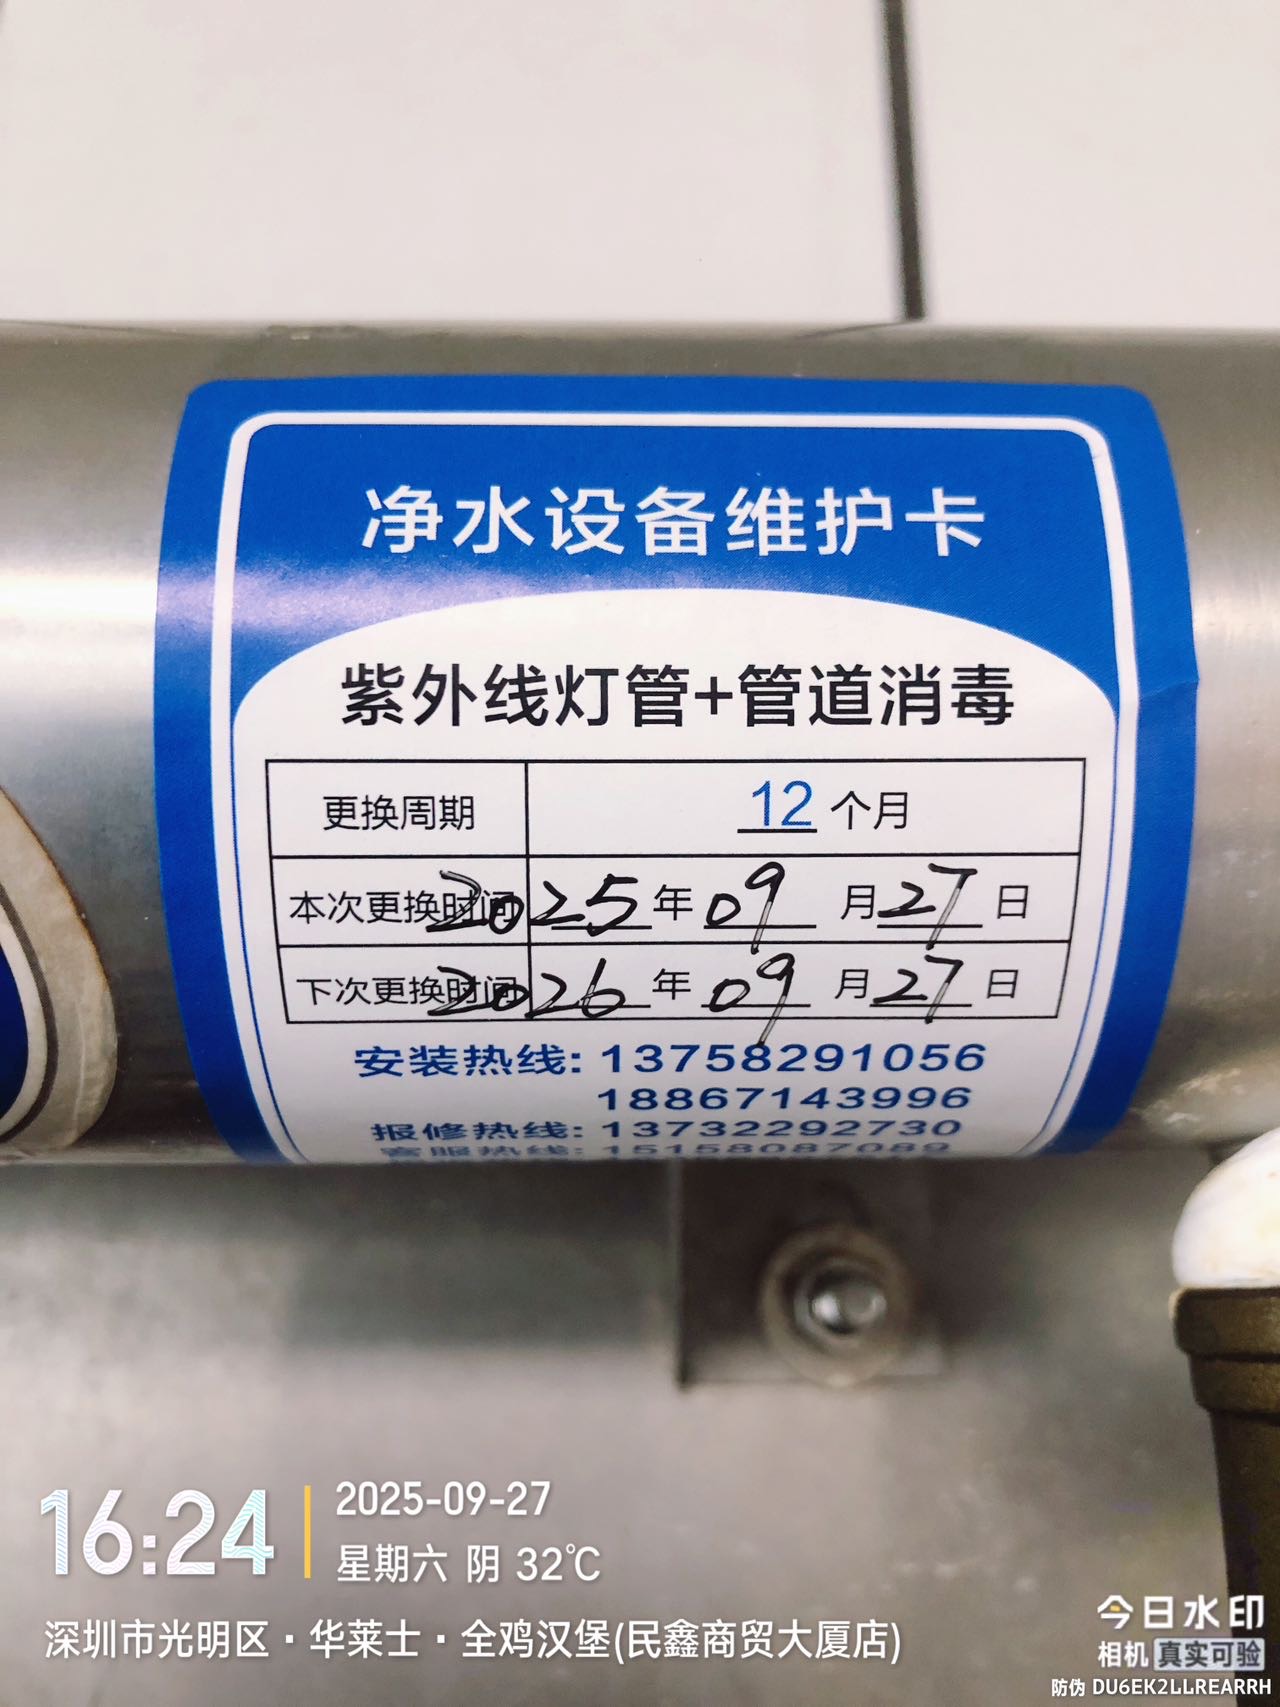 净水设备维护卡
紫外线灯管+管道消毒
更换周期 12 个月
本次更换时间 2025 年 09 月 27 日
下次更换时间 2026 年 09 月 27 日
安装热线: 13758291056
18867143996
报修热线: 13732292730
客服热线: 15158087089
16:24
2025-09-27
星期六 阴 32℃
深圳市光明区·华莱士·全鸡汉堡(民鑫商贸大厦店)
今日水印
相机 真实可验
防伪 DU6EK2LLREARRH